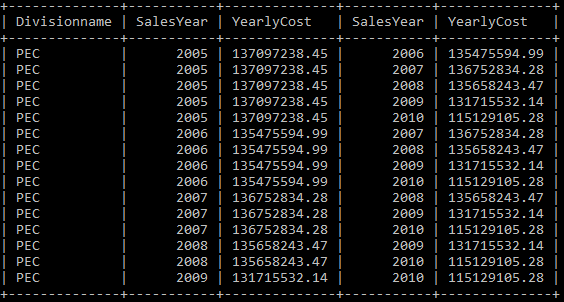 +--------------+-----------+--------------+-----------+--------------+
| Divisionname | SalesYear | YearlyCost   | SalesYear | YearlyCost   |
+--------------+-----------+--------------+-----------+--------------+
| PEC          |      2005 | 137097238.45 |      2006 | 135475594.99 |
| PEC          |      2005 | 137097238.45 |      2007 | 136752834.28 |
| PEC          |      2005 | 137097238.45 |      2008 | 135658243.47 |
| PEC          |      2005 | 137097238.45 |      2009 | 131715532.14 |
| PEC          |      2005 | 137097238.45 |      2010 | 115129105.28 |
| PEC          |      2006 | 135475594.99 |      2007 | 136752834.28 |
| PEC          |      2006 | 135475594.99 |      2008 | 135658243.47 |
| PEC          |      2006 | 135475594.99 |      2009 | 131715532.14 |
| PEC          |      2006 | 135475594.99 |      2010 | 115129105.28 |
| PEC          |      2007 | 136752834.28 |      2008 | 135658243.47 |
| PEC          |      2007 | 136752834.28 |      2009 | 131715532.14 |
| PEC          |      2007 | 136752834.28 |      2010 | 115129105.28 |
| PEC          |      2008 | 135658243.47 |      2009 | 131715532.14 |
| PEC          |      2008 | 135658243.47 |      2010 | 115129105.28 |
| PEC          |      2009 | 131715532.14 |      2010 | 115129105.28 |
+--------------+-----------+--------------+-----------+--------------+